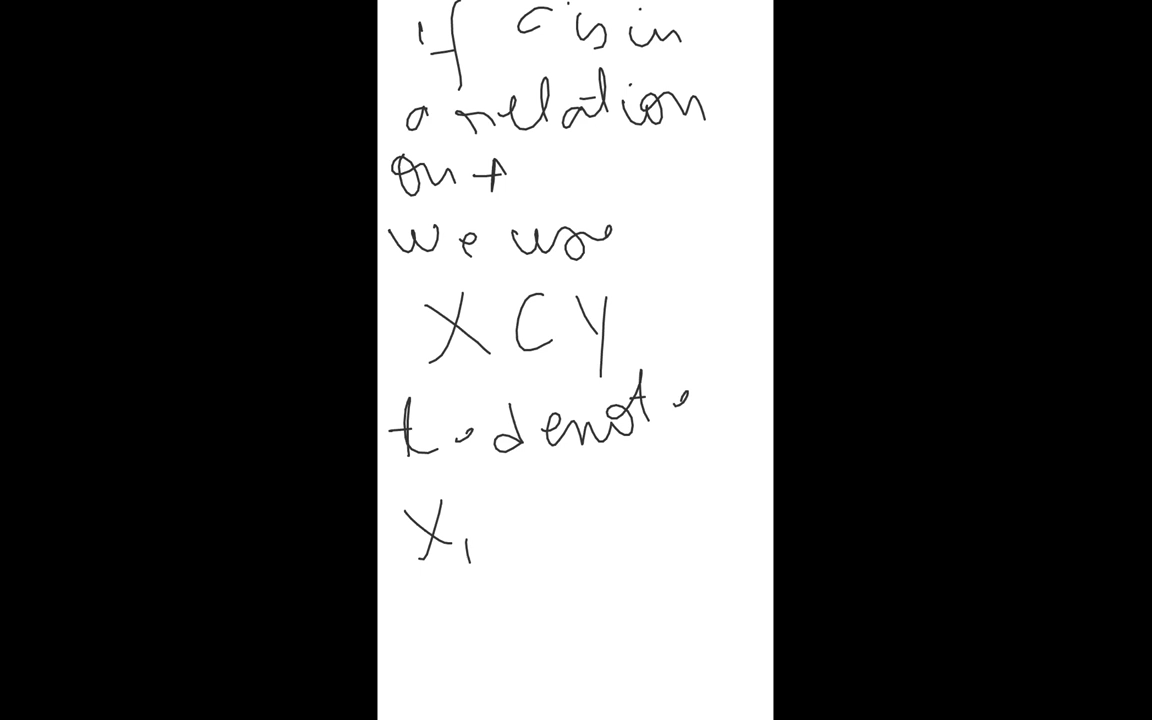 if C is in
a relation
on A
we use
X C Y
to denote
X,